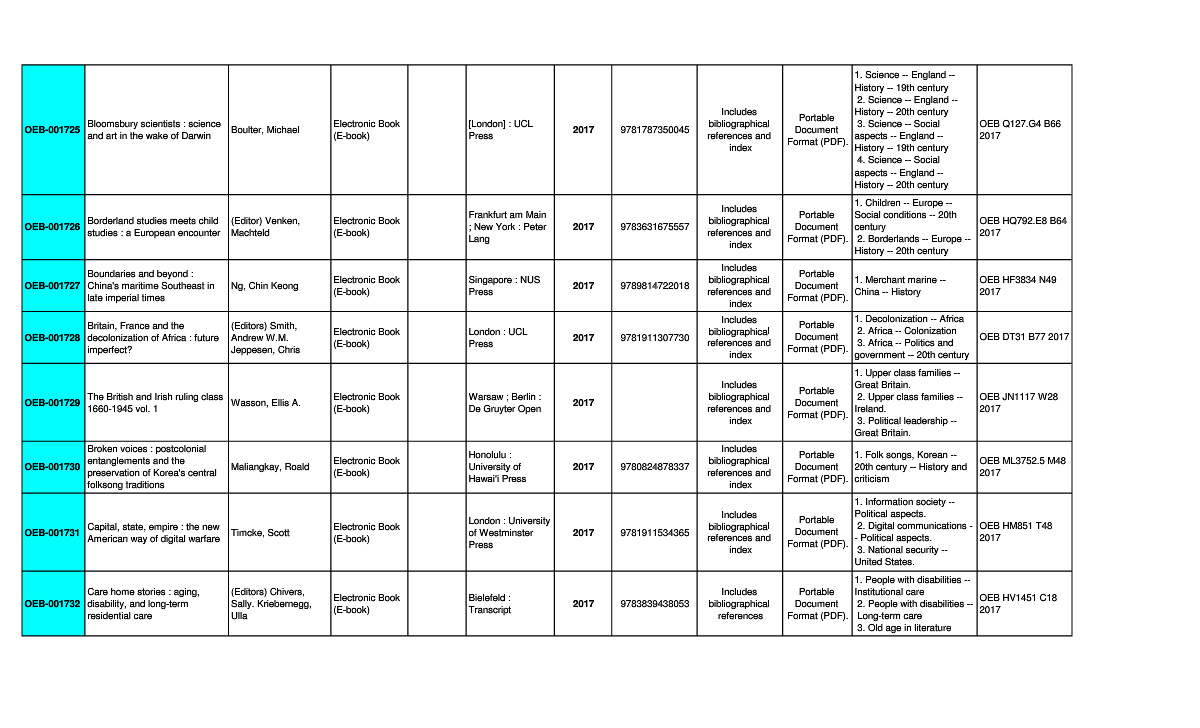 OEB-001725
Bloomsbury scientists : science
and art in the wake of Darwin
Boulter, Michael
Electronic Book
(E-book)
[London] : UCL
Press
2017
9781787350045
Includes
bibliographical
references and
index
Portable
Document
Format (PDF).
1. Science -- England --
History -- 19th century
2. Science -- England --
History -- 20th century
3. Science -- Social
aspects -- England --
History -- 19th century
4. Science -- Social
aspects -- England --
History -- 20th century
OEB Q127.G4 B66
2017
OEB-001726
Borderland studies meets child
studies : a European encounter
(Editor) Venken,
Machteld
Electronic Book
(E-book)
Frankfurt am Main
; New York : Peter
Lang
2017
9783631675557
Includes
bibliographical
references and
index
Portable
Document
Format (PDF).
1. Children -- Europe --
Social conditions -- 20th
century
2. Borderlands -- Europe --
History -- 20th century
OEB HQ792.E8 B64
2017
OEB-001727
Boundaries and beyond :
China's maritime Southeast in
late imperial times
Ng, Chin Keong
Electronic Book
(E-book)
Singapore : NUS
Press
2017
9789814722018
Includes
bibliographical
references and
index
Portable
Document
Format (PDF).
1. Merchant marine --
China -- History
OEB HF3834 N49
2017
OEB-001728
Britain, France and the
decolonization of Africa : future
imperfect?
(Editors) Smith,
Andrew W.M.
Jeppesen, Chris
Electronic Book
(E-book)
London : UCL
Press
2017
9781911307730
Includes
bibliographical
references and
index
Portable
Document
Format (PDF).
1. Decolonization -- Africa
2. Africa -- Colonization
3. Africa -- Politics and
government -- 20th century
OEB DT31 B77 2017
OEB-001729
The British and Irish ruling class
1660-1945 vol. 1
Wasson, Ellis A.
Electronic Book
(E-book)
Warsaw ; Berlin :
De Gruyter Open
2017
Includes
bibliographical
references and
index
Portable
Document
Format (PDF).
1. Upper class families --
Great Britain.
2. Upper class families --
Ireland.
3. Political leadership --
Great Britain.
OEB JN1117 W28
2017
OEB-001730
Broken voices : postcolonial
entanglements and the
preservation of Korea's central
folksong traditions
Maliangkay, Roald
Electronic Book
(E-book)
Honolulu :
University of
Hawai'i Press
2017
9780824878337
Includes
bibliographical
references and
index
Portable
Document
Format (PDF).
1. Folk songs, Korean --
20th century -- History and
criticism
OEB ML3752.5 M48
2017
OEB-001731
Capital, state, empire : the new
American way of digital warfare
Timcke, Scott
Electronic Book
(E-book)
London : University
of Westminster
Press
2017
9781911534365
Includes
bibliographical
references and
index
Portable
Document
Format (PDF).
1. Information society --
Political aspects.
2. Digital communications -
- Political aspects.
3. National security --
United States.
OEB HM851 T48
2017
OEB-001732
Care home stories : aging,
disability, and long-term
residential care
(Editors) Chivers,
Sally. Kriebernegg,
Ulla
Electronic Book
(E-book)
Bielefeld :
Transcript
2017
9783839438053
Includes
bibliographical
references
Portable
Document
Format (PDF).
1. People with disabilities --
Institutional care
2. People with disabilities --
Long-term care
3. Old age in literature
OEB HV1451 C18
2017